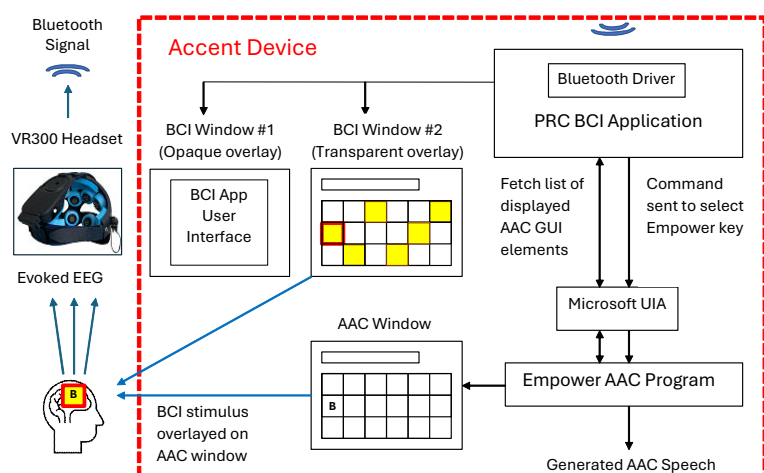 Bluetooth
Signal
VR300 Headset
Evoked EEG
B
Accent Device
BCI Window #1
(Opaque overlay)
BCI App
User
Interface
BCI Window #2
(Transparent overlay)
Bluetooth Driver
PRC BCI Application
Fetch list of
displayed
AAC GUI
elements
Command
sent to select
Empower key
Microsoft UIA
AAC Window
B
Empower AAC Program
BCI stimulus
overlayed on
AAC window
Generated AAC Speech